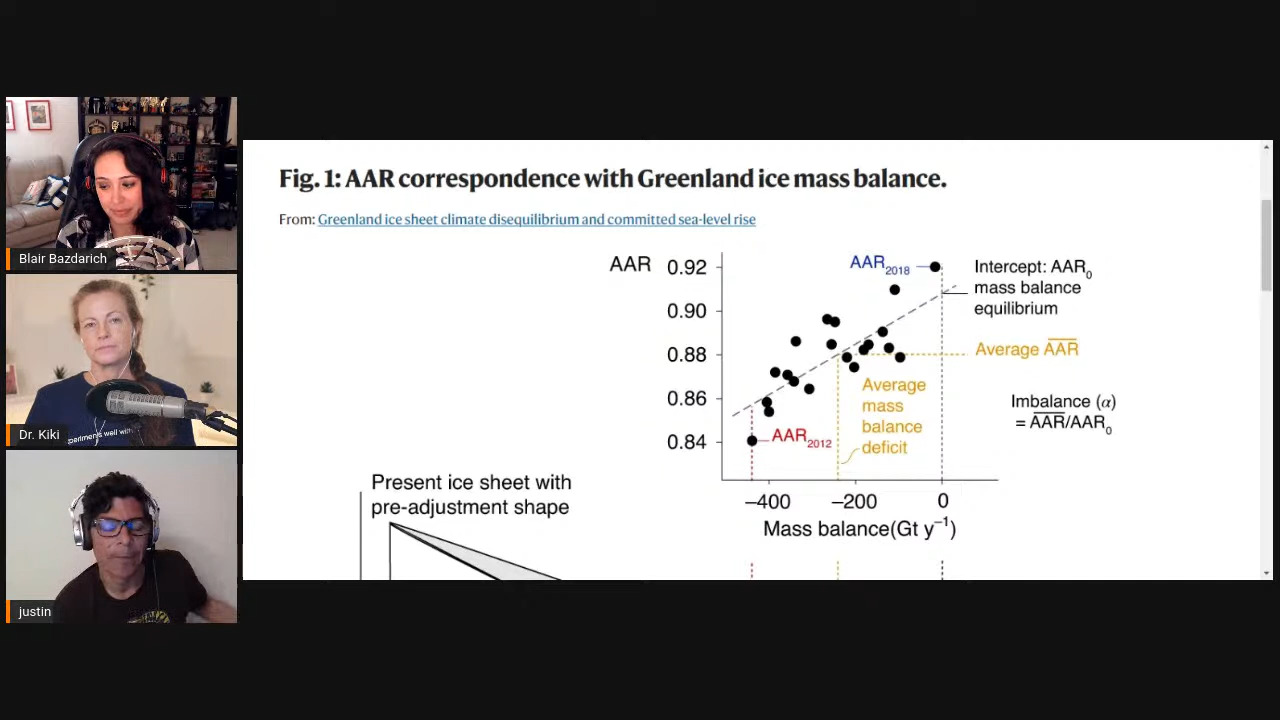 Blair Bazdarich
Dr. Kiki
periments well with
justin
Fig. 1: AAR correspondence with Greenland ice mass balance.
From: Greenland ice sheet climate disequilibrium and committed sea-level rise
AAR
0.92
0.90
0.88
0.86
0.84
AAR2018
Intercept: AAR0
mass balance
equilibrium
Average AAR
Average
mass
balance
deficit
Imbalance (α)
= AAR/AAR0
AAR2012
–400
–200
0
Mass balance(Gt y–1)
Present ice sheet with
pre-adjustment shape